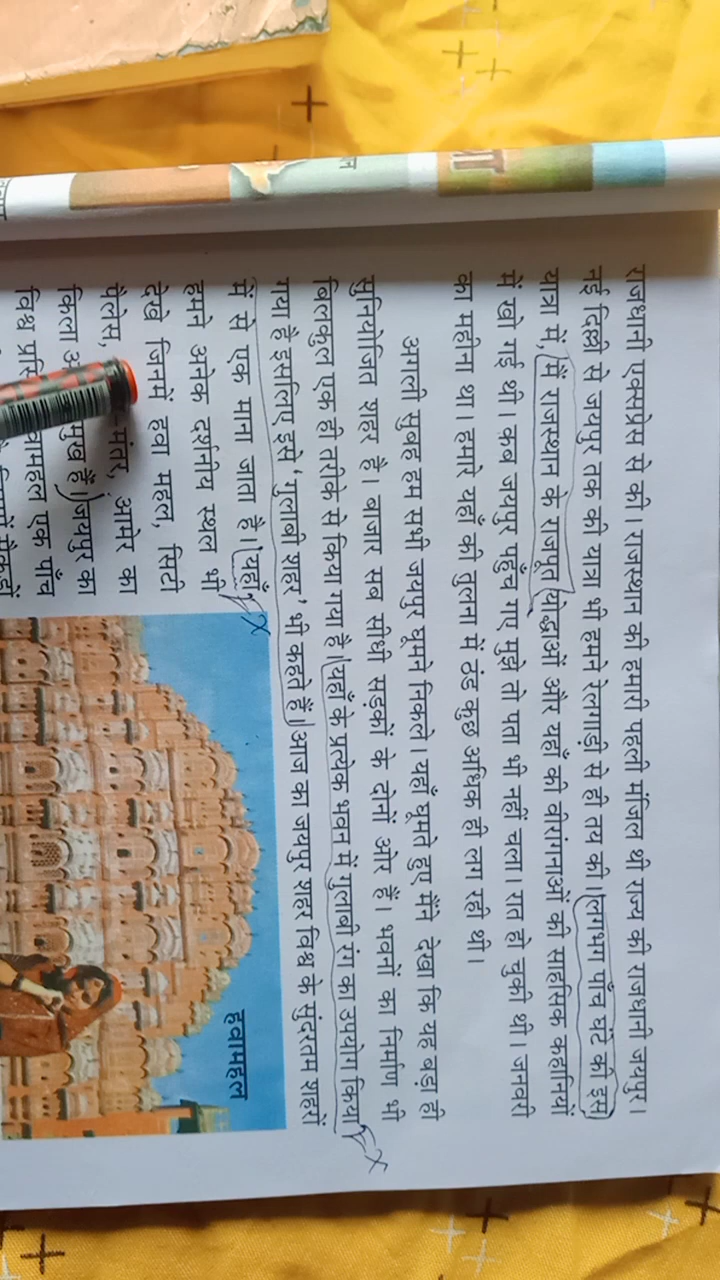 राजधानी एक्सप्रेस से की। राजस्थान की हमारी पहली मंजिल थी राज्य की राजधानी जयपुर।
नई दिल्ली से जयपुर तक की यात्रा भी हमने रेलगाड़ी से ही तय की। लगभग पाँच घंटे की इस
यात्रा में, मैं राजस्थान के राजपूत योद्धाओं और यहाँ की वीरांगनाओं की साहसिक कहानियों
में खो गई थी। कब जयपुर पहुँच गए मुझे तो पता भी नहीं चला। रात हो चुकी थी। जनवरी
का महीना था। हमारे यहाँ की तुलना में ठंड कुछ अधिक ही लग रही थी।
अगली सुबह हम सभी जयपुर घूमने निकले। यहाँ घूमते हुए मैंने देखा कि यह बड़ा ही
सुनियोजित शहर है। बाजार सब सीधी सड़कों के दोनों ओर हैं। भवनों का निर्माण भी
बिलकुल एक ही तरीके से किया गया है। यहाँ के प्रत्येक भवन में गुलाबी रंग का उपयोग किया
गया है इसलिए इसे 'गुलाबी शहर' भी कहते हैं। आज का जयपुर शहर विश्व के सुंदरतम शहरों
में से एक माना जाता है। यहाँ
हमने अनेक दर्शनीय स्थल भी
देखे जिनमें हवा महल, सिटी
पैलेस, मंतर, आमेर का
किला हैं। जयपुर का
विश्व एक पाँच
हवामहल